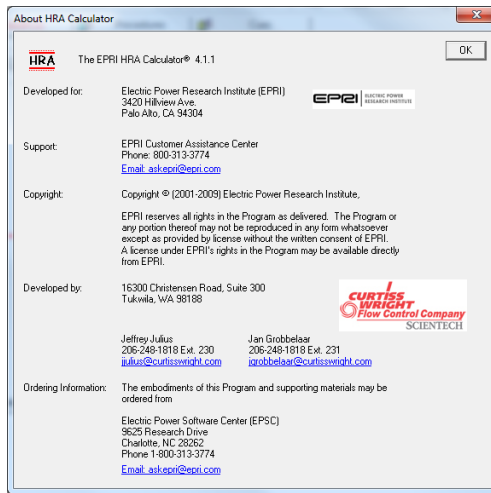 About HRA Calculator
OK
HRA
The EPRI HRA Calculator® 4.1.1
Developed for:
Electric Power Research Institute (EPRI)
3420 Hillview Ave.
Palo Alto, CA 94304
EPRI ELECTRIC POWER
RESEARCH INSTITUTE
Support:
EPRI Customer Assistance Center
Phone: 800-313-3774
Email: askepri@epri.com
Copyright:
Copyright © (2001-2009) Electric Power Research Institute,
EPRI reserves all rights in the Program as delivered. The Program or
any portion thereof may not be reproduced in any form whatsoever
except as provided by license without the written consent of EPRI.
A license under EPRI's rights in the Program may be available directly
from EPRI.
Developed by:
16300 Christensen Road, Suite 300
Tukwila, WA 98188
CURTISS
WRIGHT
Flow Control Company
SCIENTECH
Jeffrey Julius
206-248-1818 Ext. 230
jjulius@curtisswright.com
Jan Grobbelaar
206-248-1818 Ext. 231
jgrobbelaar@curtisswright.com
Ordering Information:
The embodiments of this Program and supporting materials may be
ordered from
Electric Power Software Center (EPSC)
9625 Research Drive
Charlotte, NC 28262
Phone 1-800-313-3774
Email: askepri@epri.com